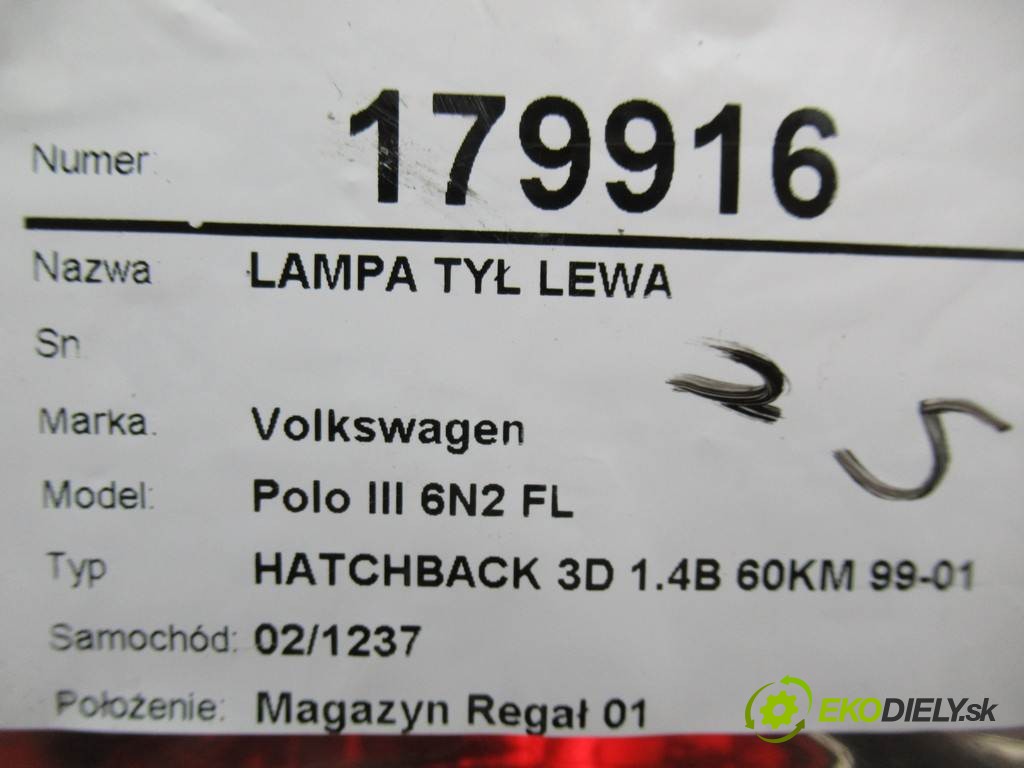 Numer: 179916
Nazwa LAMPA TYŁ LEWA
Sn
Marka. Volkswagen
Model: Polo III 6N2 FL
Typ HATCHBACK 3D 1.4B 60KM 99-01
Samochód: 02/1237
Położenie: Magazyn Regał 01
EKODIELY.sk